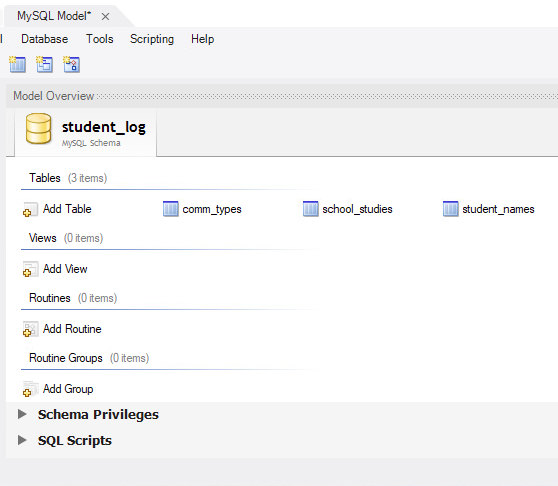 MySQL Model*
Database Tools Scripting Help
Model Overview
student_log
MySQL Schema
Tables (3 items)
Add Table comm_types school_studies student_names
Views (0 items)
Add View
Routines (0 items)
Add Routine
Routine Groups (0 items)
Add Group
Schema Privileges
SQL Scripts